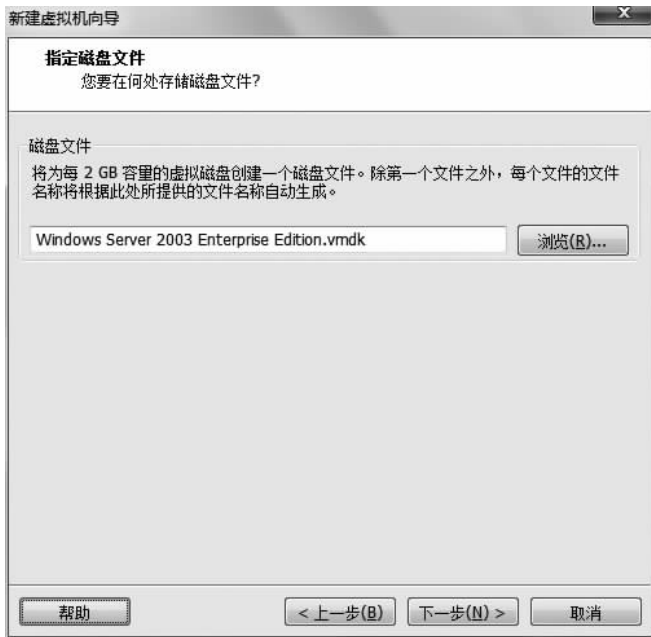 新建虚拟机向导
指定磁盘文件
您要在何处存储磁盘文件?
磁盘文件
将为每 2 GB 容量的虚拟磁盘创建一个磁盘文件。除第一个文件之外，每个文件的文件
名称将根据此处所提供的文件名称自动生成。
Windows Server 2003 Enterprise Edition.vmdk
浏览(R)...
帮助
< 上一步(B)
下一步(N) >
取消